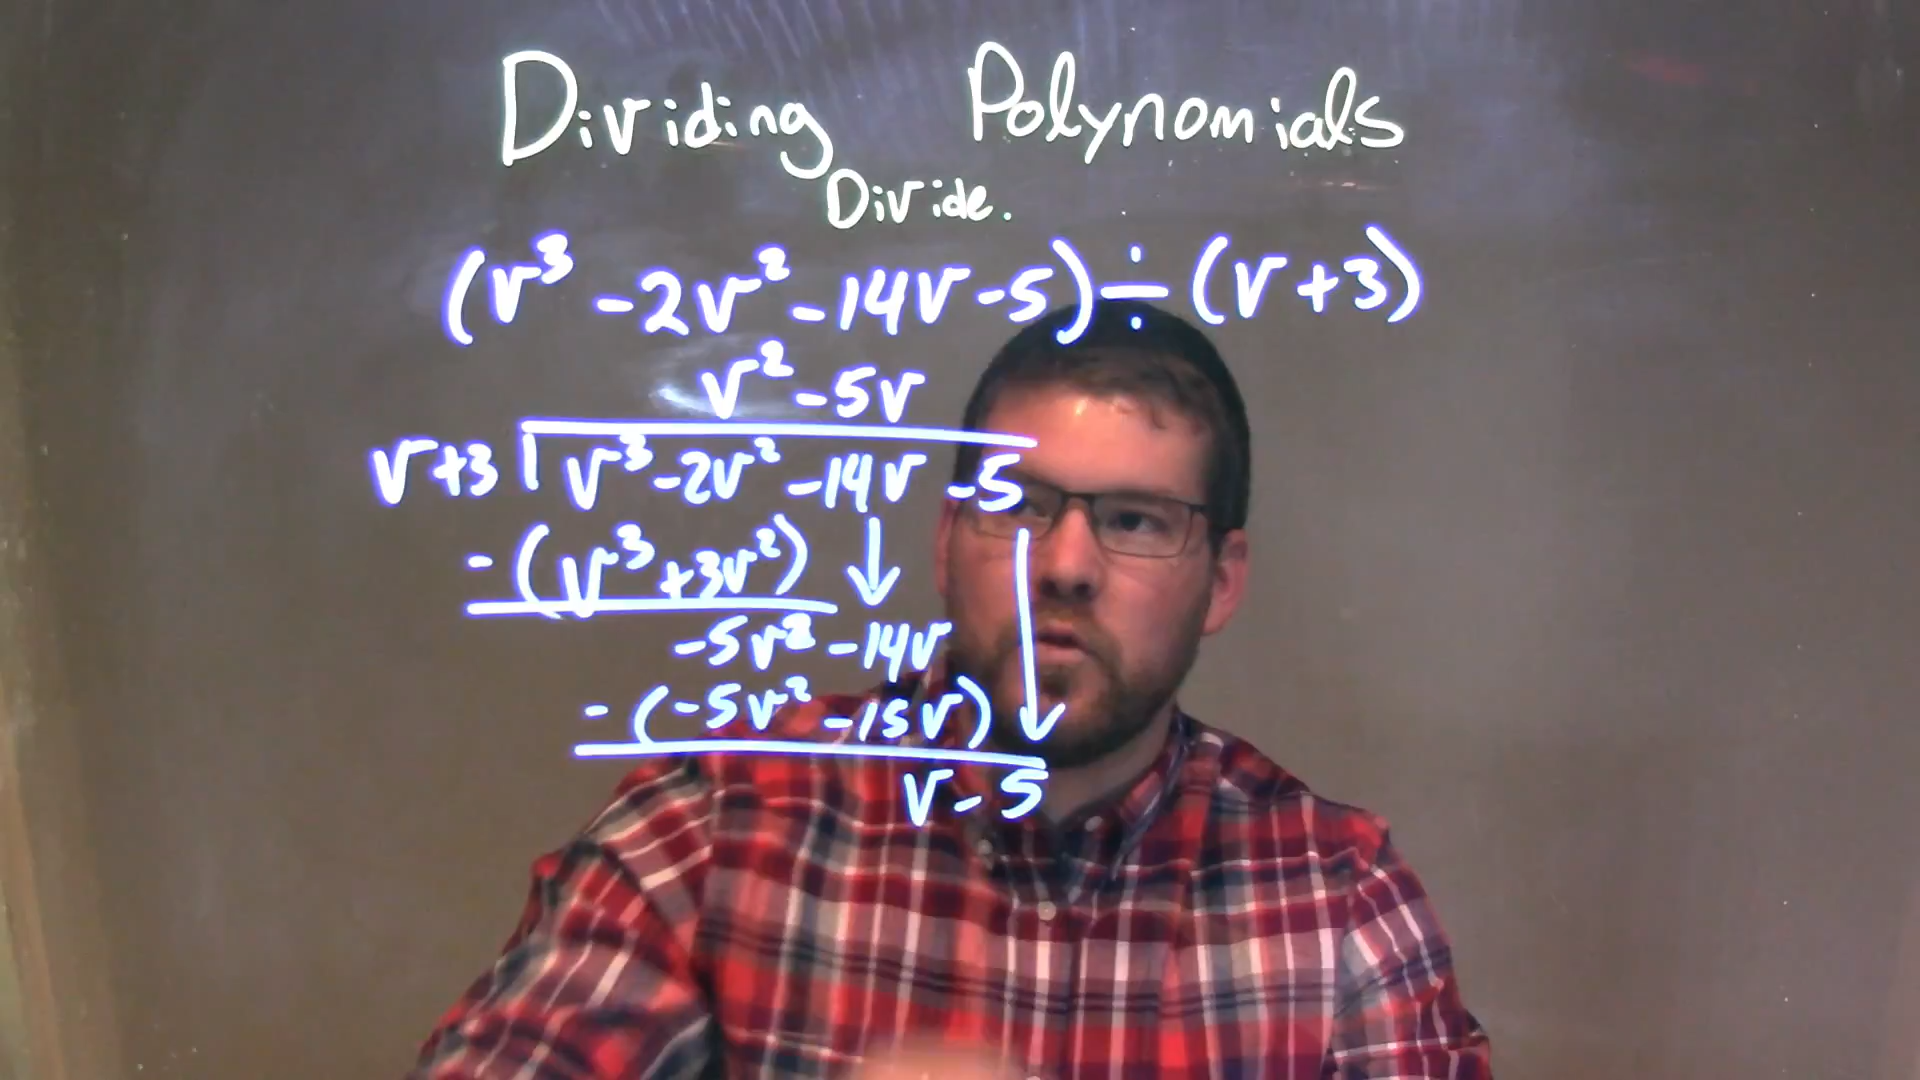 Dividing Polynomials
Divide.
(v³ -2v² -14v -5) ÷ (v+3)
v² -5v
v+3 v³ -2v² -14v -5
- (v³ +3v²)
-5v² -14v
- (-5v² -15v)
v -5